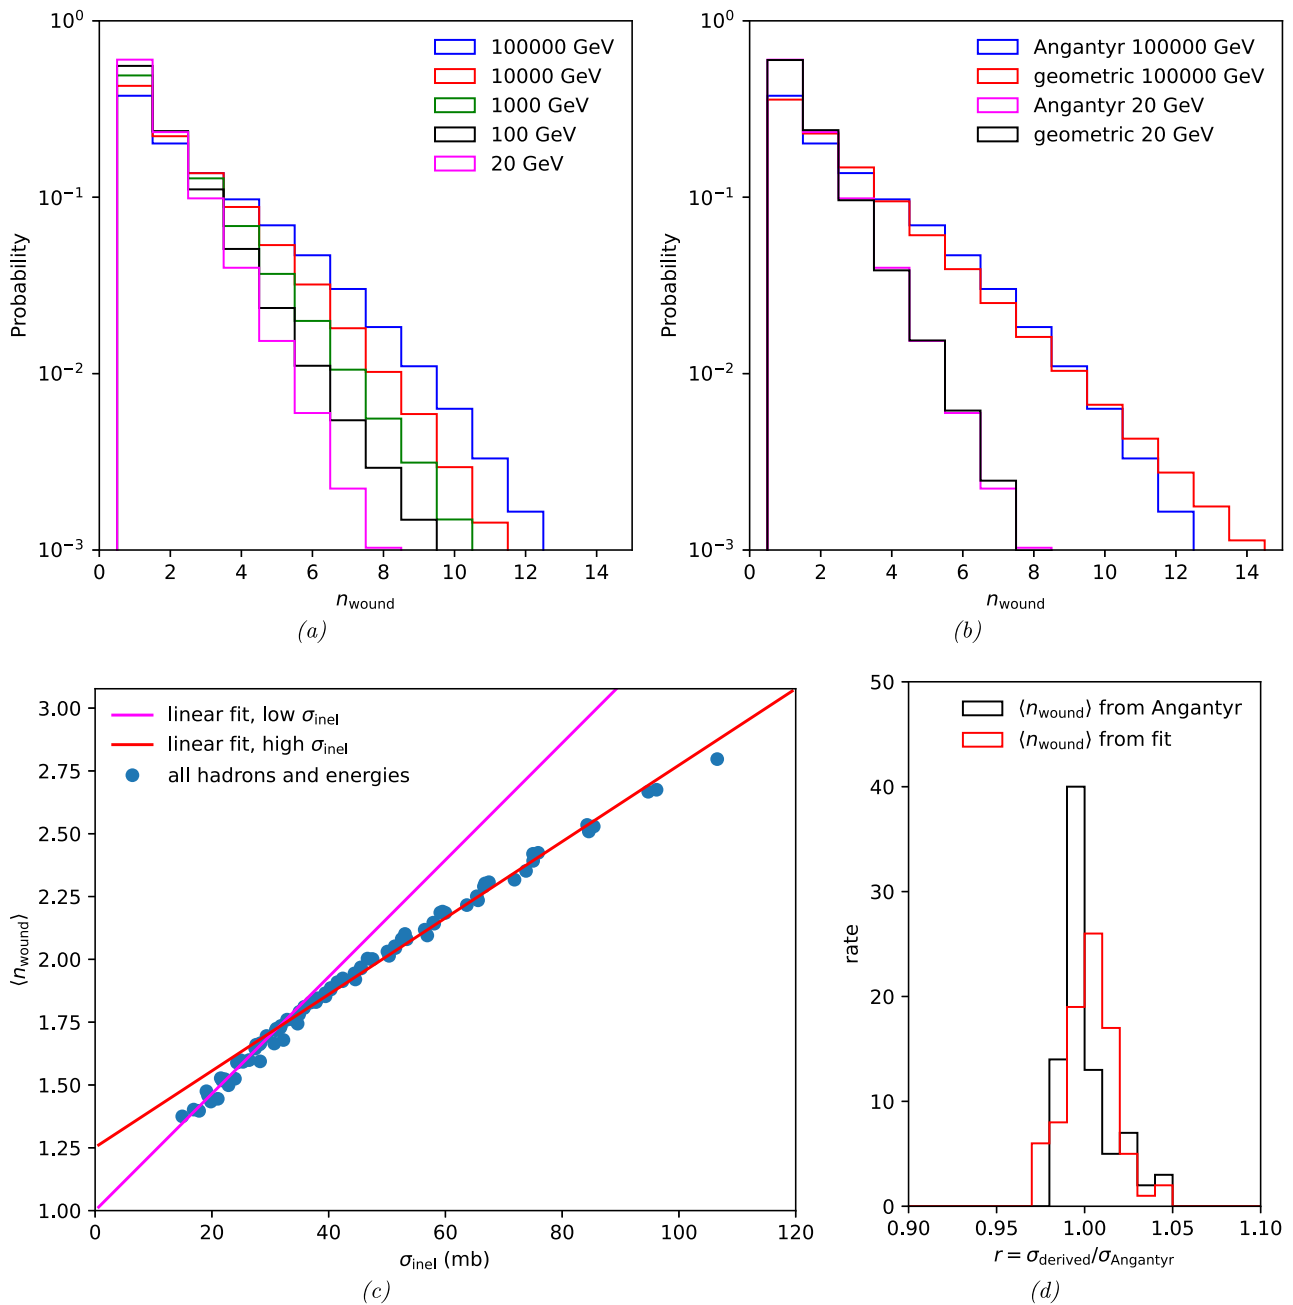 10⁰
10⁻¹
10⁻²
10⁻³
Probability
100000 GeV
10000 GeV
1000 GeV
100 GeV
20 GeV
0 2 4 6 8 10 12 14
n_wound
(a)
10⁰
10⁻¹
10⁻²
10⁻³
Probability
Angantyr 100000 GeV
geometric 100000 GeV
Angantyr 20 GeV
geometric 20 GeV
0 2 4 6 8 10 12 14
n_wound
(b)
3.00
2.75
2.50
2.25
2.00
1.75
1.50
1.25
1.00
⟨n_wound⟩
linear fit, low σ_inel
linear fit, high σ_inel
all hadrons and energies
0 20 40 60 80 100 120
σ_inel (mb)
(c)
50
40
30
20
10
0
rate
⟨n_wound⟩ from Angantyr
⟨n_wound⟩ from fit
0.90 0.95 1.00 1.05 1.10
r = σ_derived/σ_Angantyr
(d)